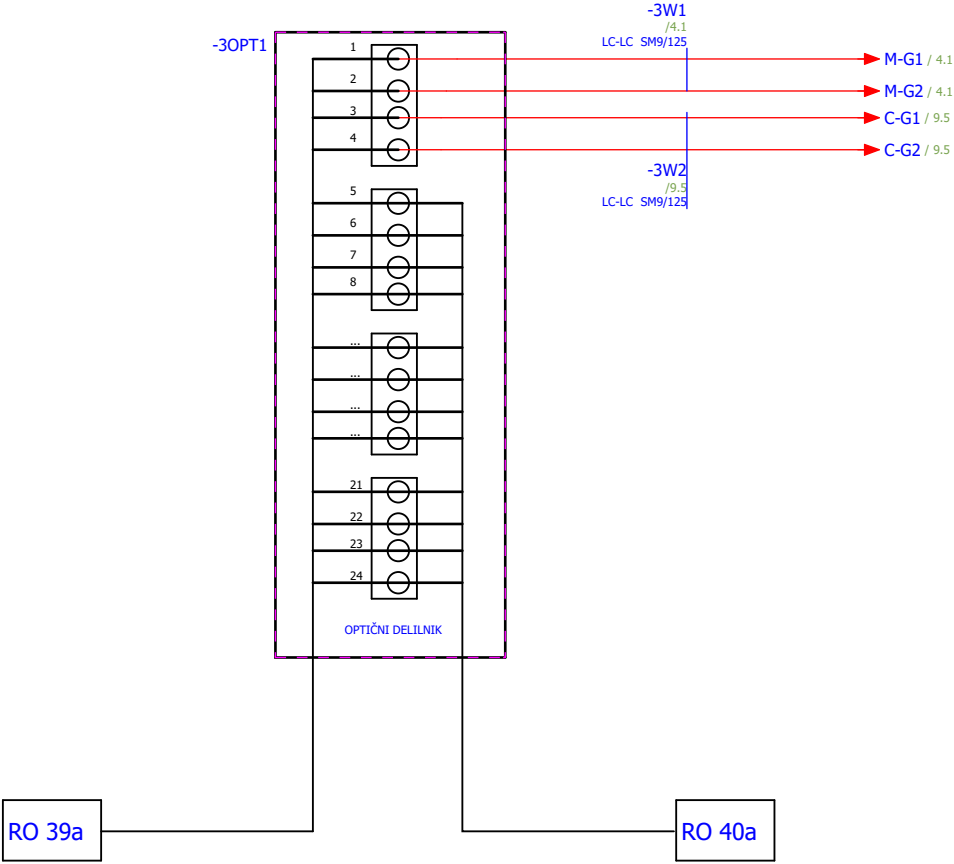 -3W1
/4.1
LC-LC SM9/125
-3OPT1
1
M-G1 / 4.1
2
M-G2 / 4.1
3
C-G1 / 9.5
4
C-G2 / 9.5
-3W2
/9.5
LC-LC SM9/125
5
6
7
8
...
...
...
...
21
22
23
24
OPTIČNI DELILNIK
RO 39a
RO 40a